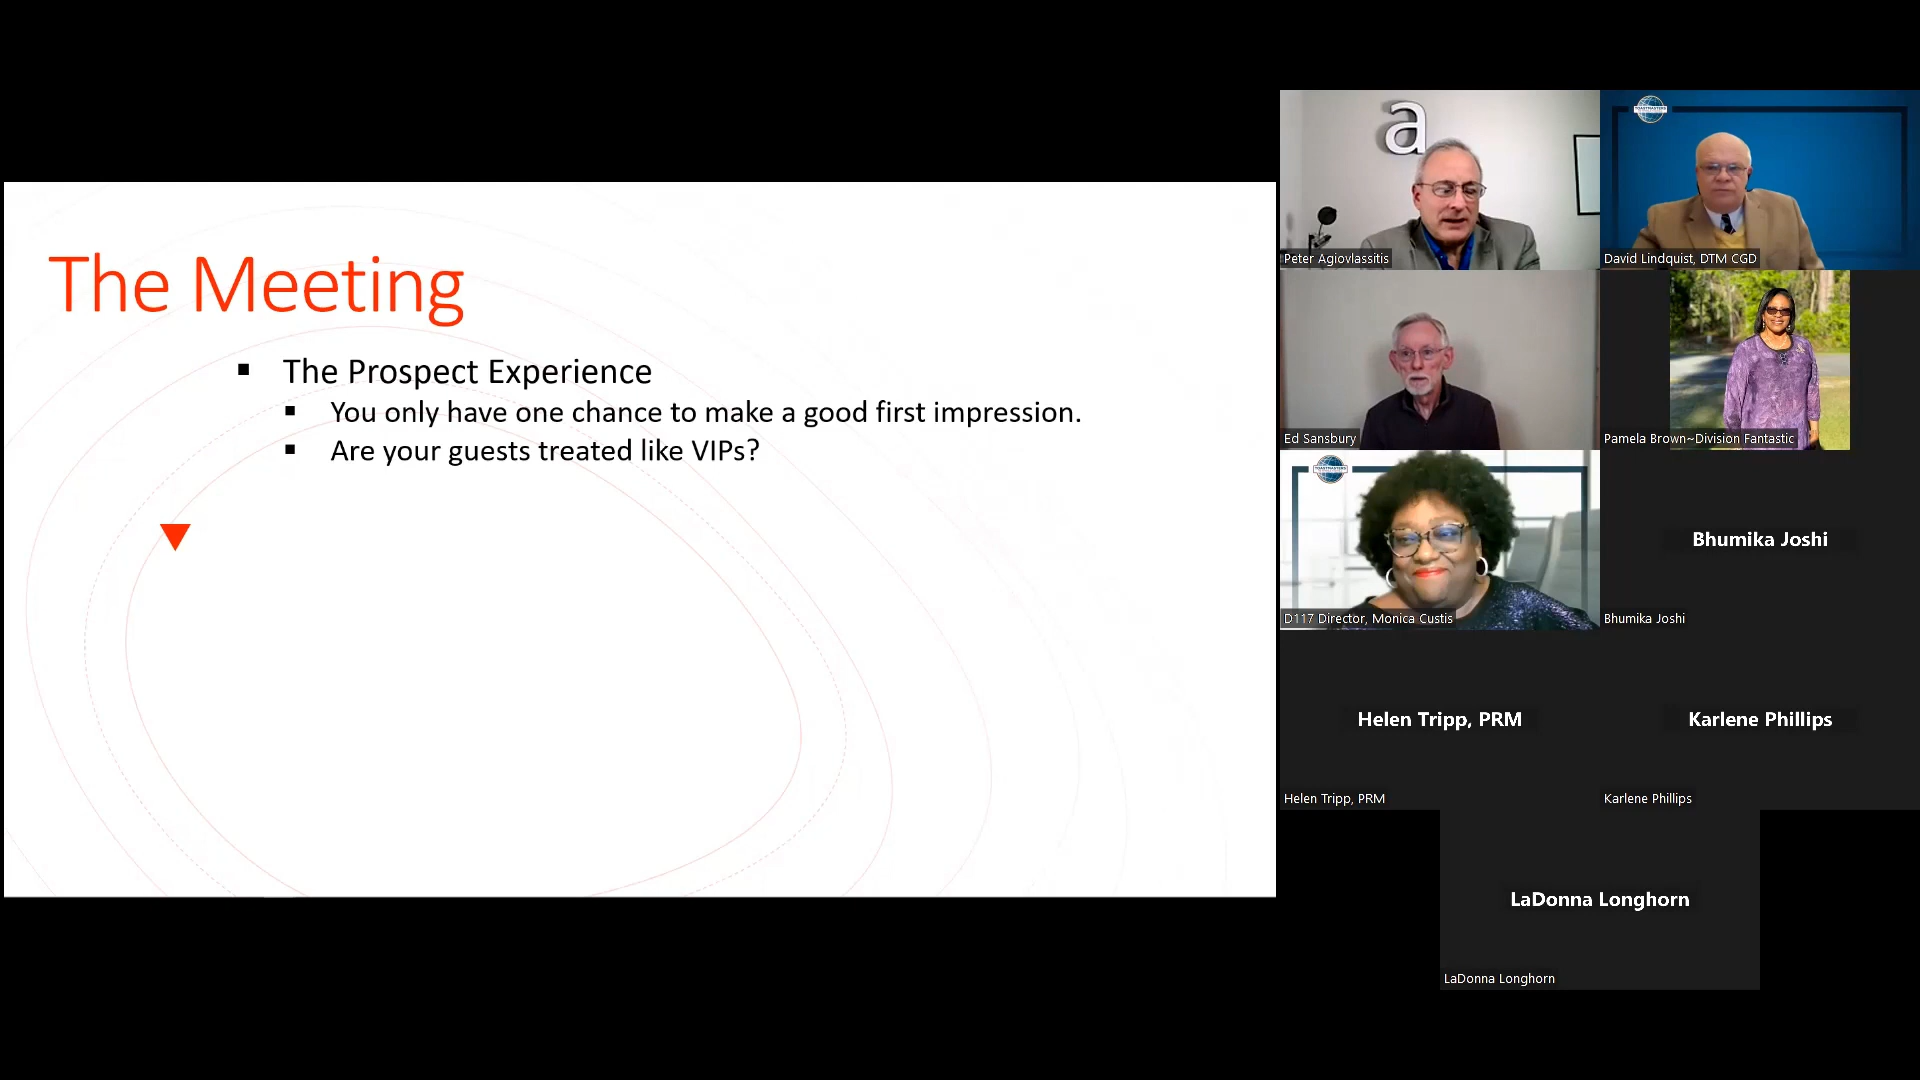 The Meeting
▪ The Prospect Experience
▪ You only have one chance to make a good first impression.
▪ Are your guests treated like VIPs?
a
Peter Agiovlassitis
TOASTMASTERS
David Lindquist, DTM CGD
Ed Sansbury
Pamela Brown~Division Fantastic
TOASTMASTERS
D117 Director, Monica Custis
Bhumika Joshi
Bhumika Joshi
Helen Tripp, PRM
Helen Tripp, PRM
Karlene Phillips
Karlene Phillips
LaDonna Longhorn
LaDonna Longhorn